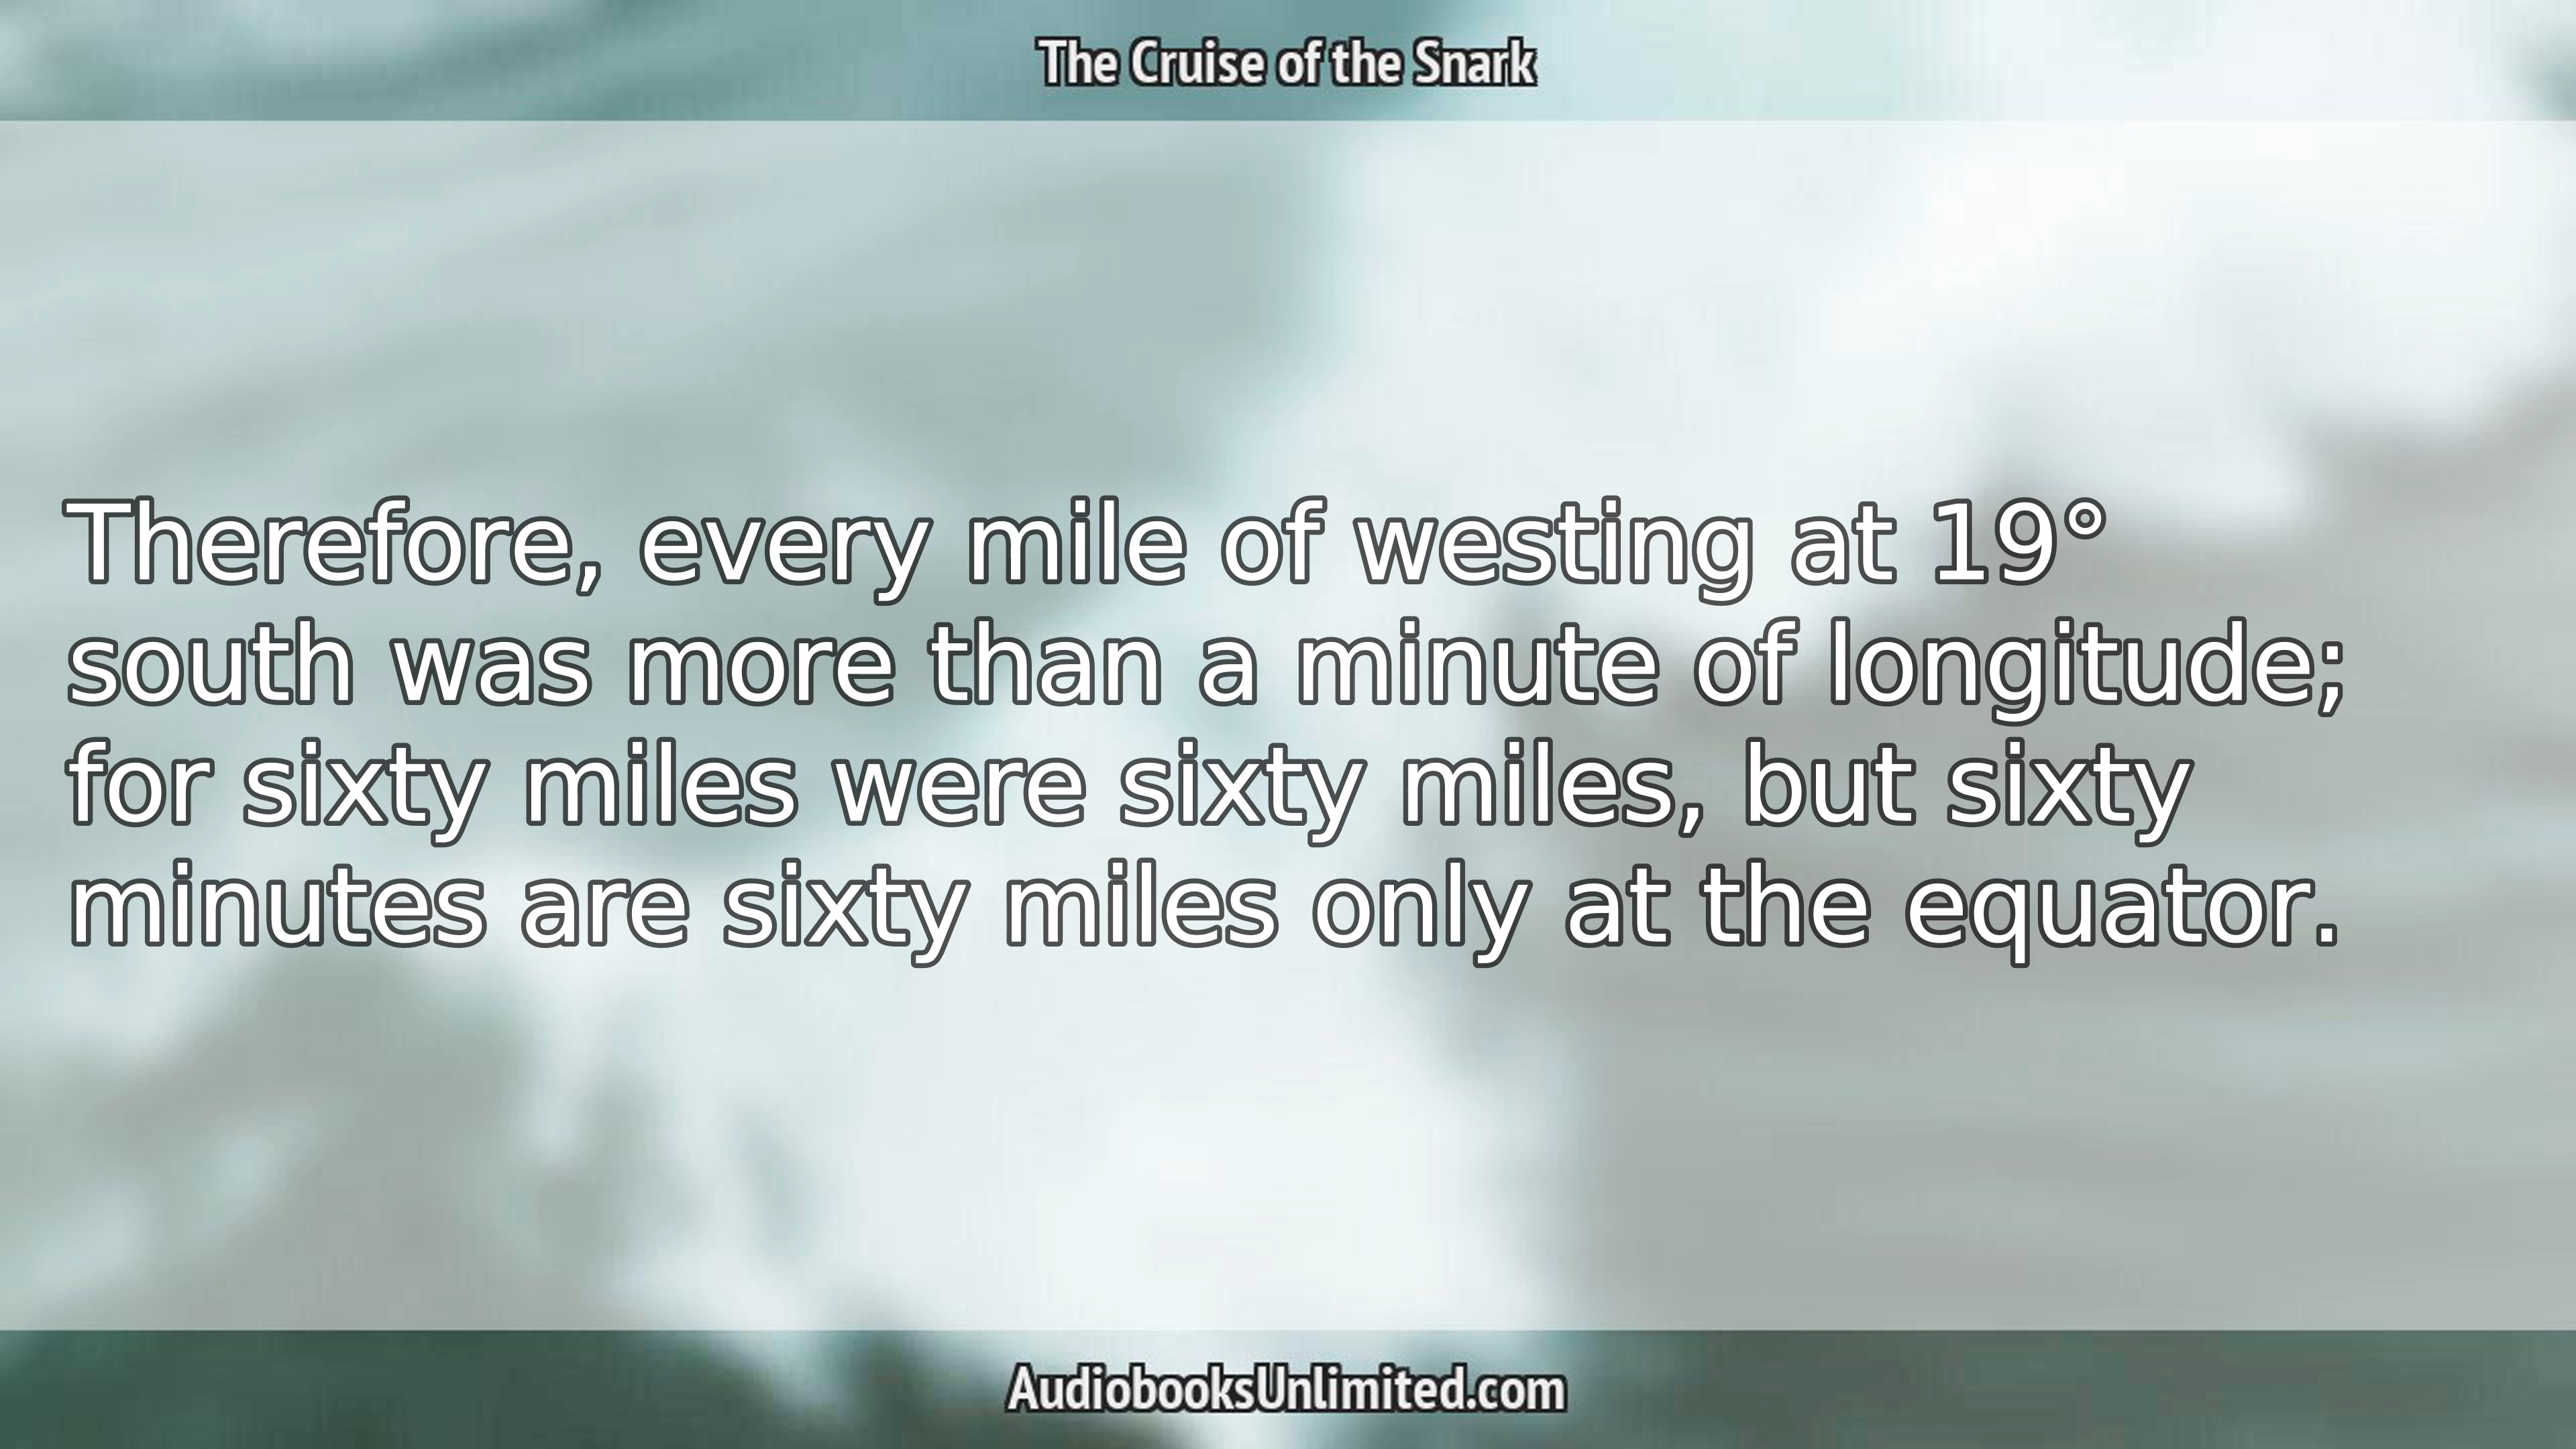 The Cruise of the Snark
Therefore, every mile of westing at 19°
south was more than a minute of longitude;
for sixty miles were sixty miles, but sixty
minutes are sixty miles only at the equator.
AudiobooksUnlimited.com